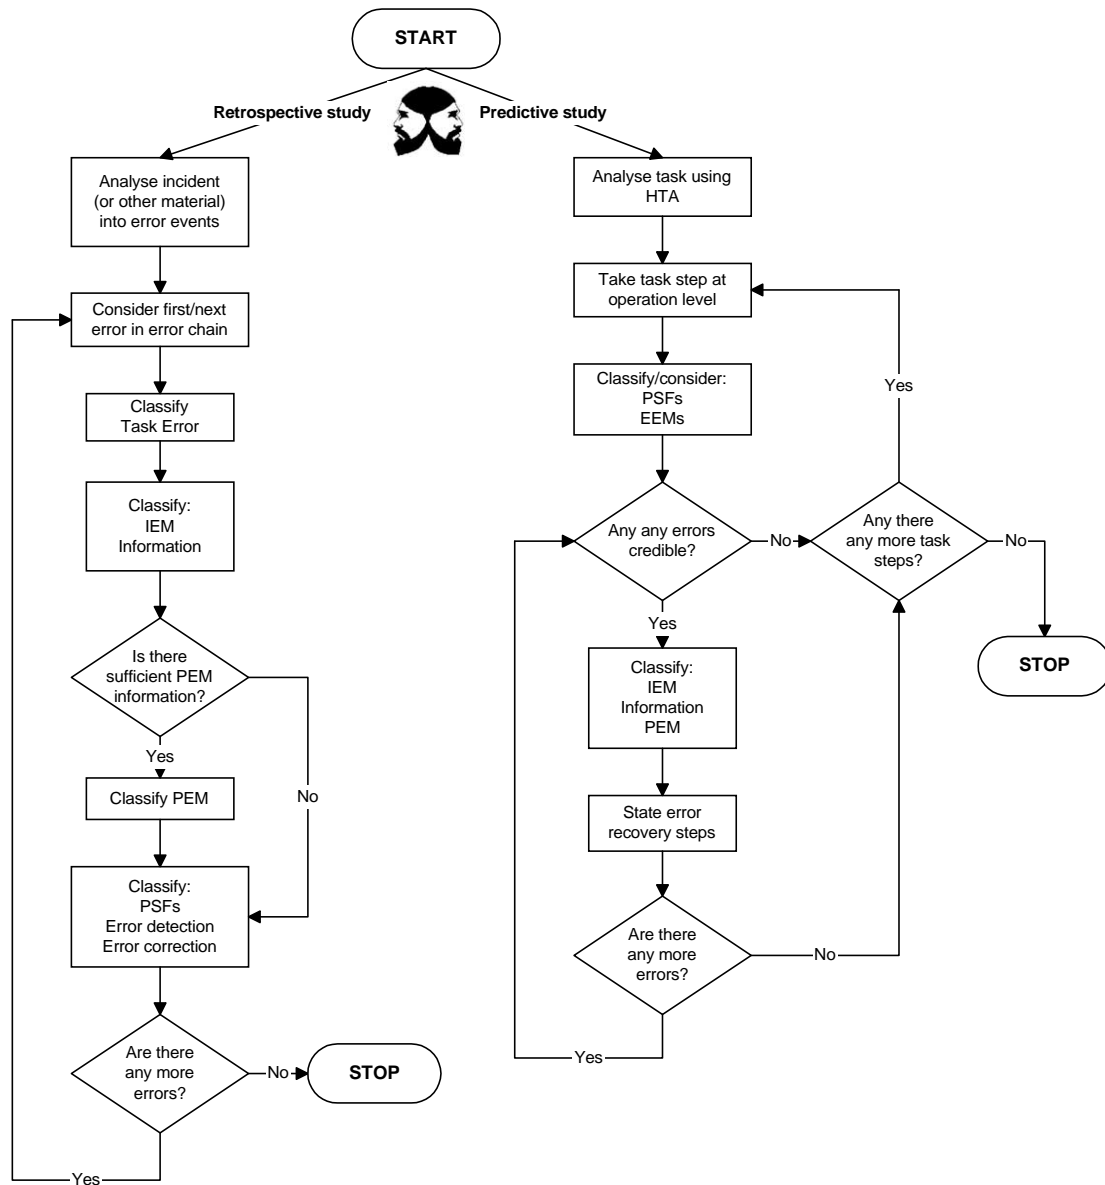 START
Retrospective study
Predictive study
Analyse incident
(or other material)
into error events
Consider first/next
error in error chain
Classify
Task Error
Classify:
IEM
Information
Is there
sufficient PEM
information?
Yes
No
Classify PEM
Classify:
PSFs
Error detection
Error correction
Are there
any more
errors?
No
STOP
Yes
Analyse task using
HTA
Take task step at
operation level
Classify/consider:
PSFs
EEMs
Any any errors
credible?
No
Yes
Any there
any more task
steps?
Yes
No
STOP
Classify:
IEM
Information
PEM
State error
recovery steps
Are there
any more
errors?
No
Yes